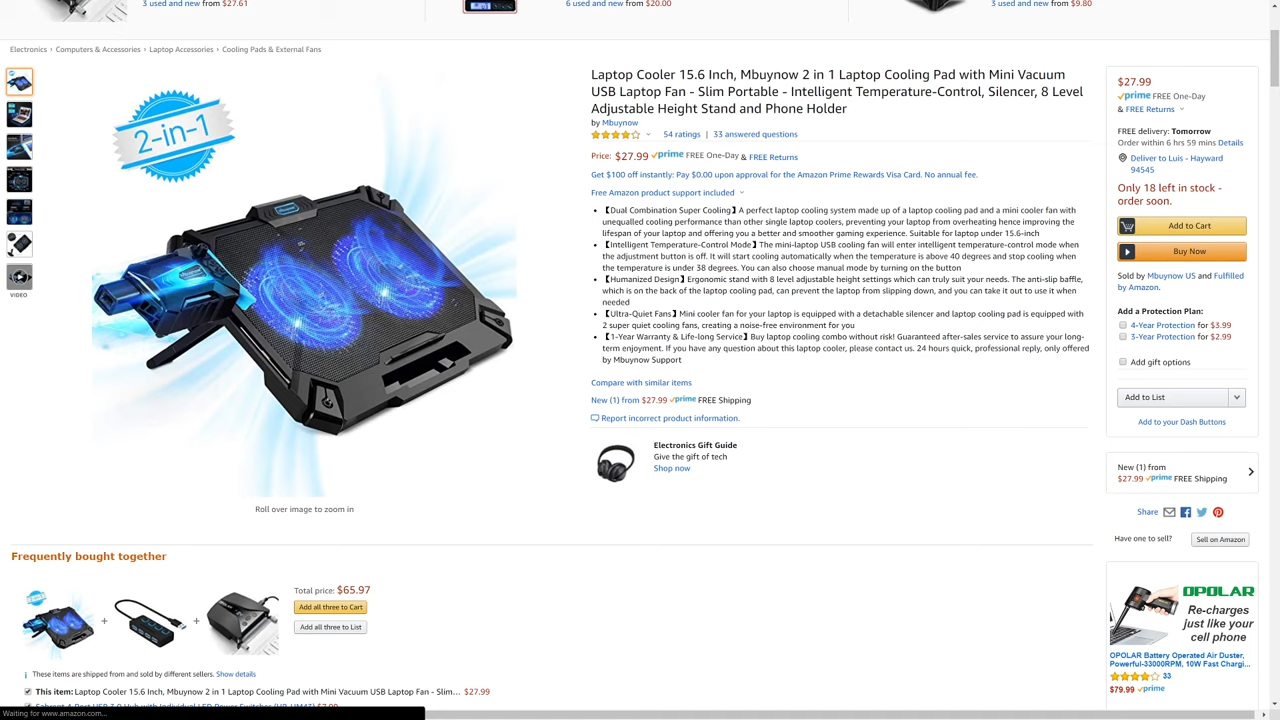 3 used and new from $27.61
6 used and new from $20.00
3 used and new from $9.80
Electronics › Computers & Accessories › Laptop Accessories › Cooling Pads & External Fans
2-in-1
VIDEO
Roll over image to zoom in
Laptop Cooler 15.6 Inch, Mbuynow 2 in 1 Laptop Cooling Pad with Mini Vacuum
USB Laptop Fan - Slim Portable - Intelligent Temperature-Control, Silencer, 8 Level
Adjustable Height Stand and Phone Holder
by Mbuynow
54 ratings | 33 answered questions
Price: $27.99 prime FREE One-Day & FREE Returns
Get $100 off instantly: Pay $0.00 upon approval for the Amazon Prime Rewards Visa Card. No annual fee.
Free Amazon product support included
• 【Dual Combination Super Cooling】A perfect laptop cooling system made up of a laptop cooling pad and a mini cooler fan with
unequalled cooling performance than other single laptop coolers, preventing your laptop from overheating hence improving the
lifespan of your laptop and offering you a better and smoother gaming experience. Suitable for laptop under 15.6-inch
• 【Intelligent Temperature-Control Mode】The mini-laptop USB cooling fan will enter intelligent temperature-control mode when
the adjustment button is off. It will start cooling automatically when the temperature is above 40 degrees and stop cooling when
the temperature is under 38 degrees. You can also choose manual mode by turning on the button
• 【Humanized Design】Ergonomic stand with 8 level adjustable height settings which can truly suit your needs. The anti-slip baffle,
which is on the back of the laptop cooling pad, can prevent the laptop from slipping down, and you can take it out to use it when
needed
• 【Ultra-Quiet Fans】Mini cooler fan for your laptop is equipped with a detachable silencer and laptop cooling pad is equipped with
2 super quiet cooling fans, creating a noise-free environment for you
• 【1-Year Warranty & Life-long Service】Buy laptop cooling combo without risk! Guaranteed after-sales service to assure your long-
term enjoyment. If you have any question about this laptop cooler, please contact us. 24 hours quick, professional reply, only offered
by Mbuynow Support
Compare with similar items
New (1) from $27.99 prime FREE Shipping
Report incorrect product information.
Electronics Gift Guide
Give the gift of tech
Shop now
$27.99
prime FREE One-Day
& FREE Returns
FREE delivery: Tomorrow
Order within 6 hrs 59 mins Details
Deliver to Luis - Hayward
94545
Only 18 left in stock -
order soon.
Add to Cart
Buy Now
Sold by Mbuynow US and Fulfilled
by Amazon.
Add a Protection Plan:
4-Year Protection for $3.99
3-Year Protection for $2.99
Add gift options
Add to List
Add to your Dash Buttons
New (1) from
$27.99 prime FREE Shipping
Share
Have one to sell?
Sell on Amazon
OPOLAR
Re-charges
just like your
cell phone
OPOLAR Battery Operated Air Duster,
Powerful-33000RPM, 10W Fast Chargi...
33
$79.99 prime
Frequently bought together
+
+
Total price: $65.97
Add all three to Cart
Add all three to List
These items are shipped from and sold by different sellers. Show details
This item: Laptop Cooler 15.6 Inch, Mbuynow 2 in 1 Laptop Cooling Pad with Mini Vacuum USB Laptop Fan - Slim... $27.99
Waiting for www.amazon.com...